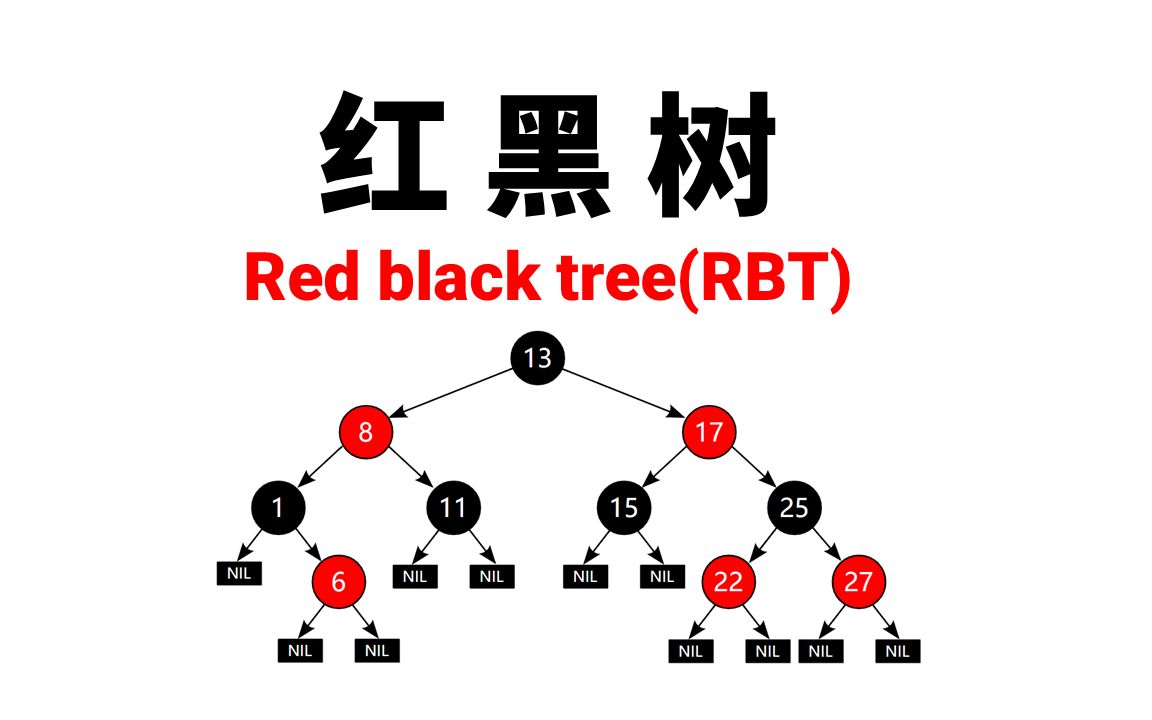 红黑树
Red black tree(RBT)
13
8 17
1 11 15 25
NIL 6 NIL NIL NIL NIL 22 27
NIL NIL NIL NIL NIL NIL